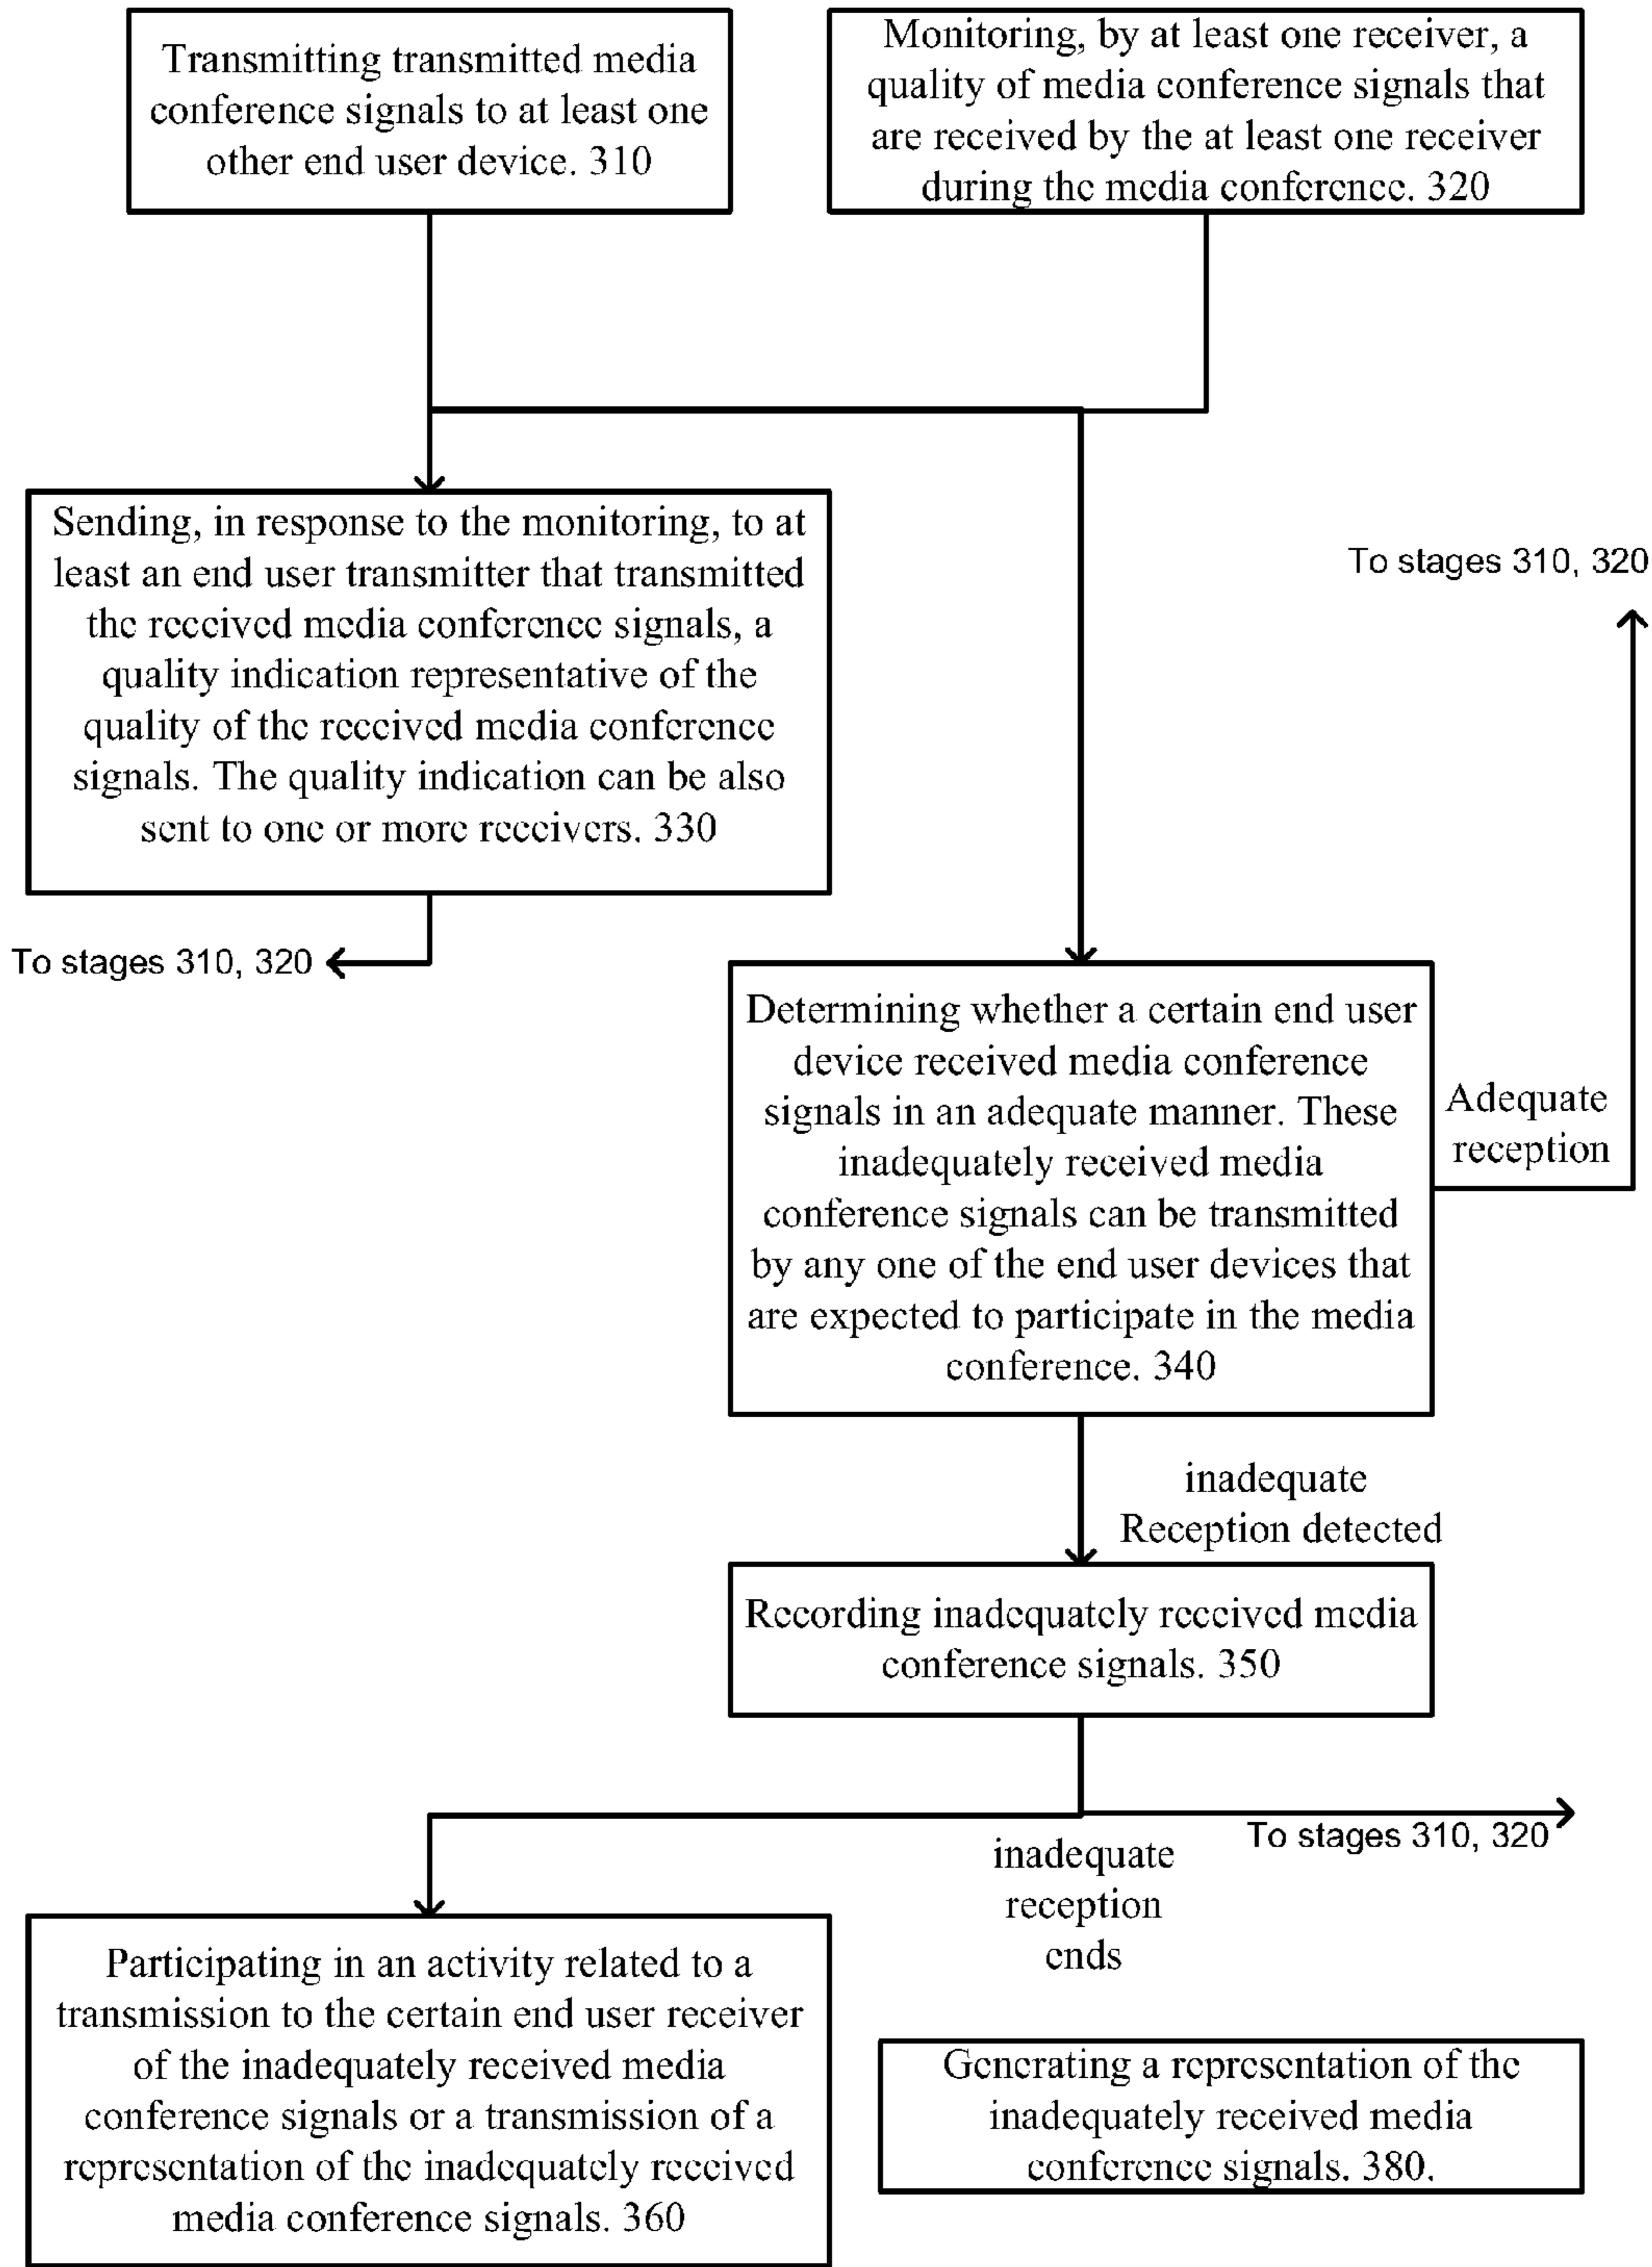 Transmitting transmitted media
conference signals to at least one
other end user device. 310
Monitoring, by at least one receiver, a
quality of media conference signals that
are received by the at least one receiver
during the media conference. 320
Sending, in response to the monitoring, to at
least an end user transmitter that transmitted
the received media conference signals, a
quality indication representative of the
quality of the received media conference
signals. The quality indication can be also
sent to one or more receivers. 330
To stages 310, 320
To stages 310, 320
Determining whether a certain end user
device received media conference
signals in an adequate manner. These
inadequately received media
conference signals can be transmitted
by any one of the end user devices that
are expected to participate in the media
conference. 340
Adequate
reception
inadequate
Reception detected
Recording inadequately received media
conference signals. 350
To stages 310, 320
inadequate
reception
ends
Participating in an activity related to a
transmission to the certain end user receiver
of the inadequately received media
conference signals or a transmission of a
representation of the inadequately received
media conference signals. 360
Generating a representation of the
inadequately received media
conference signals. 380.